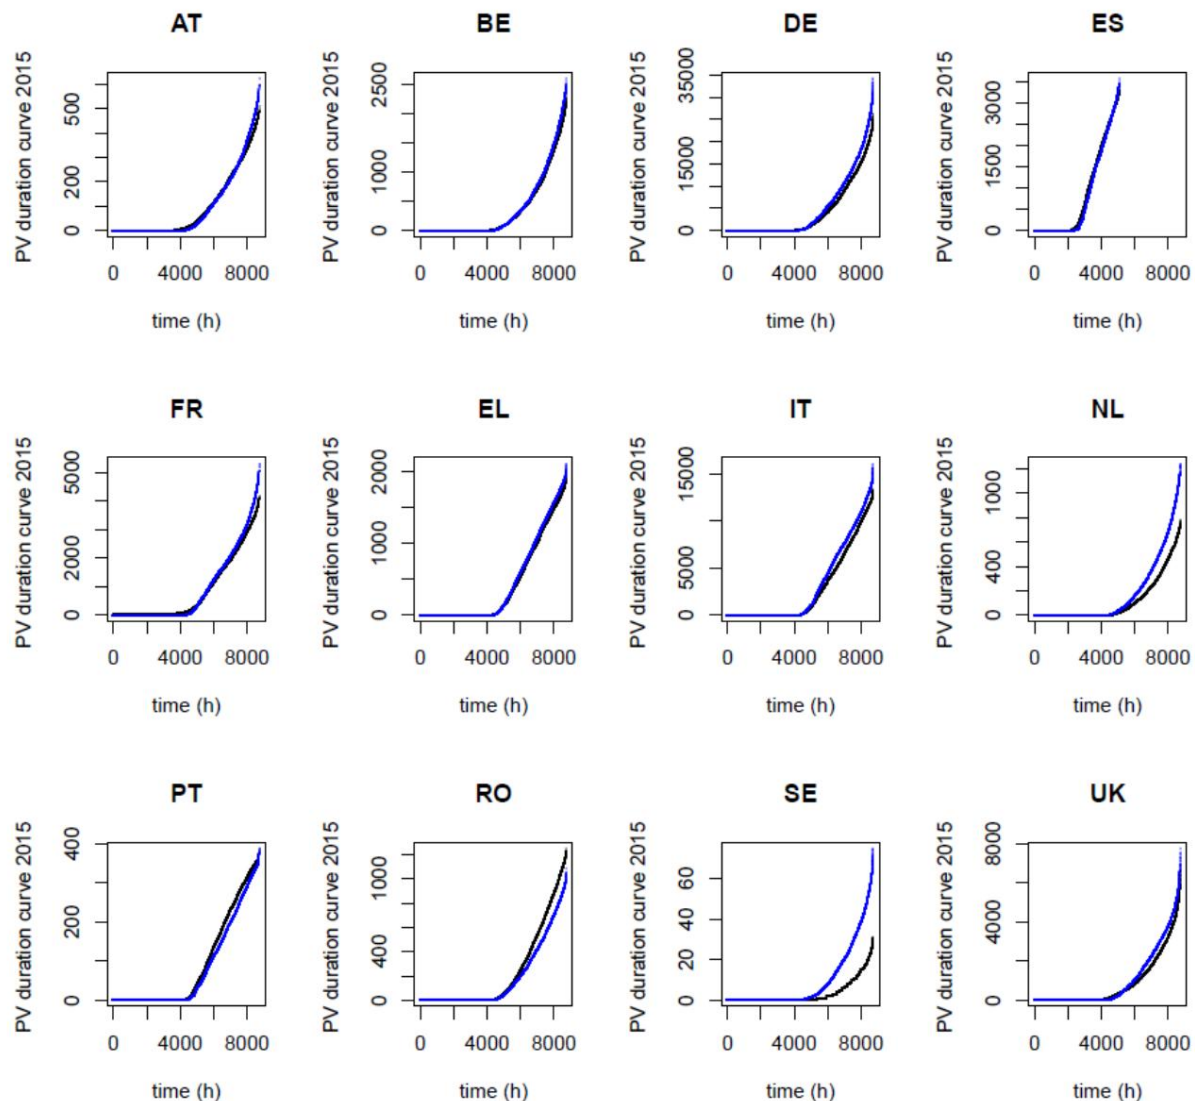 AT BE DE ES
PV duration curve 2015 PV duration curve 2015 PV duration curve 2015 PV duration curve 2015
500 2500 35000 3000
200 1000 15000 1500
0 0 0 0
0 4000 8000 0 4000 8000 0 4000 8000 0 4000 8000
time (h) time (h) time (h) time (h)
FR EL IT NL
PV duration curve 2015 PV duration curve 2015 PV duration curve 2015 PV duration curve 2015
5000 2000 15000 1000
2000 1000 5000 400
0 0 0 0
0 4000 8000 0 4000 8000 0 4000 8000 0 4000 8000
time (h) time (h) time (h) time (h)
PT RO SE UK
PV duration curve 2015 PV duration curve 2015 PV duration curve 2015 PV duration curve 2015
400 1000 60 8000
200 400 40 4000
0 0 20 0
0
0 4000 8000 0 4000 8000 0 4000 8000 0 4000 8000
time (h) time (h) time (h) time (h)